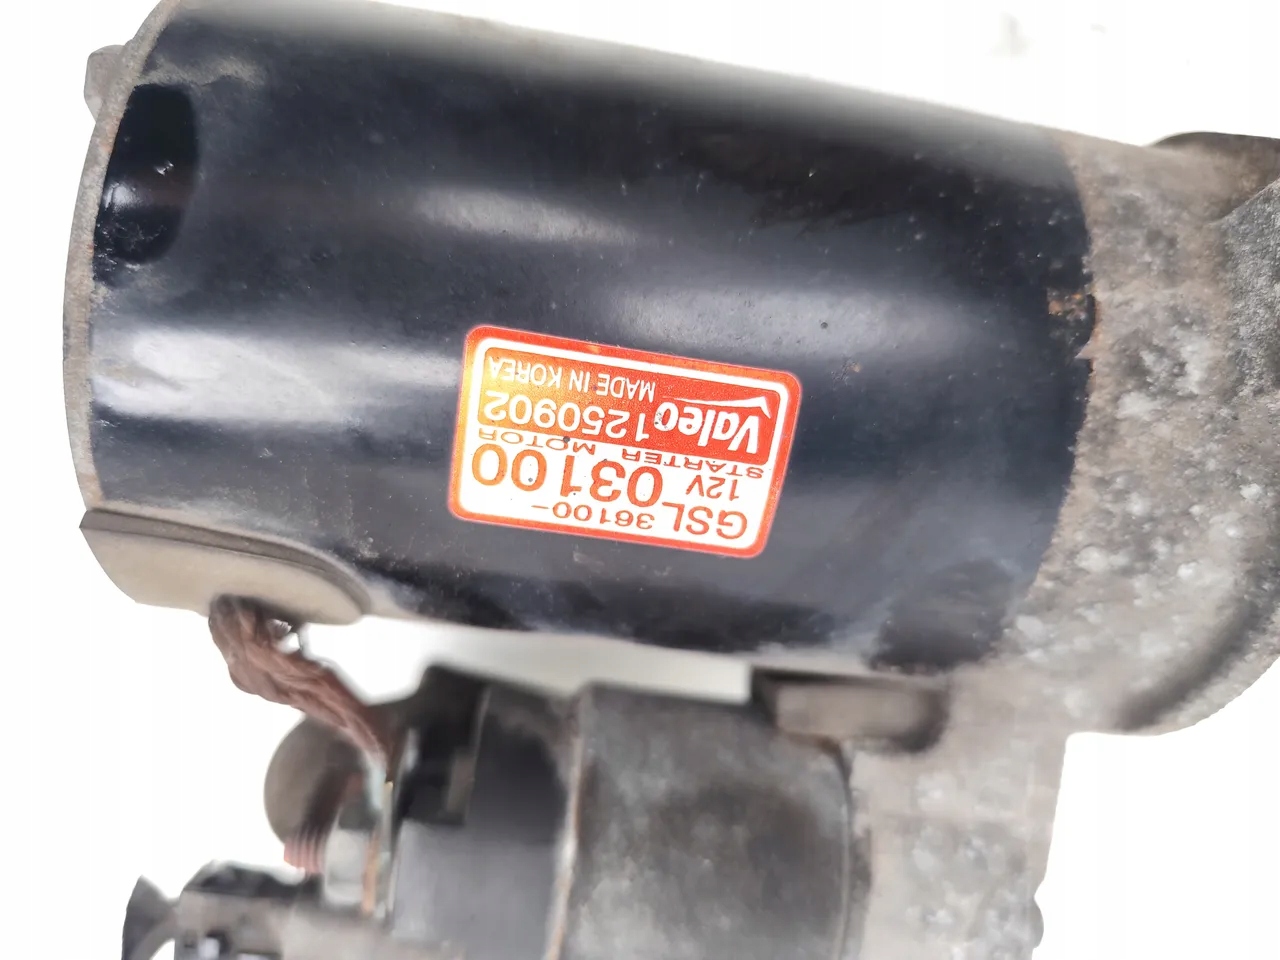 36100-
GSL 03100
12V
STARTER MOTOR
Valeo 1250902
MADE IN KOREA